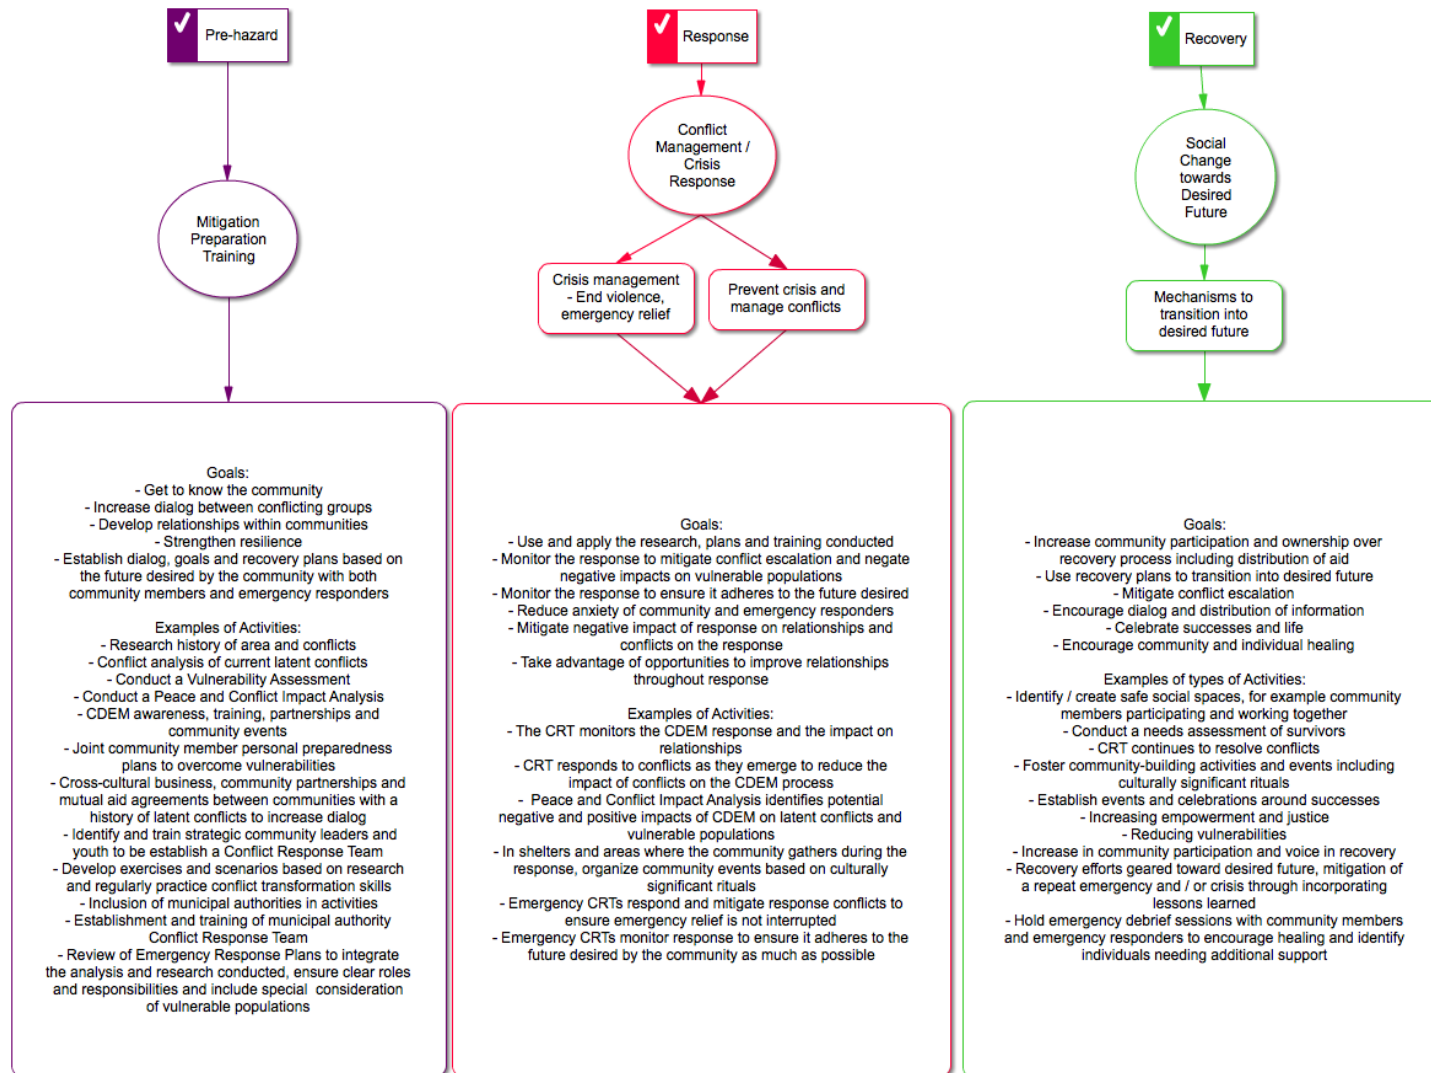 Pre-hazard
Mitigation
Preparation
Training
Goals:
- Get to know the community
- Increase dialog between conflicting groups
- Develop relationships within communities
- Strengthen resilience
- Establish dialog, goals and recovery plans based on
the future desired by the community with both
community members and emergency responders
Examples of Activities:
- Research history of area and conflicts
- Conflict analysis of current latent conflicts
- Conduct a Vulnerability Assessment
- Conduct a Peace and Conflict Impact Analysis
- CDEM awareness, training, partnerships and
community events
- Joint community member personal preparedness
plans to overcome vulnerabilities
- Cross-cultural business, community partnerships and
mutual aid agreements between communities with a
history of latent conflicts to increase dialog
- Identify and train strategic community leaders and
youth to be establish a Conflict Response Team
- Develop exercises and scenarios based on research
and regularly practice conflict transformation skills
- Inclusion of municipal authorities in activities
- Establishment and training of municipal authority
Conflict Response Team
- Review of Emergency Response Plans to integrate
the analysis and research conducted, ensure clear roles
and responsibilities and include special consideration
of vulnerable populations
Response
Conflict
Management /
Crisis
Response
Crisis management
- End violence,
emergency relief
Prevent crisis and
manage conflicts
Goals:
- Use and apply the research, plans and training conducted
- Monitor the response to mitigate conflict escalation and negate
negative impacts on vulnerable populations
- Monitor the response to ensure it adheres to the future desired
- Reduce anxiety of community and emergency responders
- Mitigate negative impact of response on relationships and
conflicts on the response
- Take advantage of opportunities to improve relationships
throughout response
Examples of Activities:
- The CRT monitors the CDEM response and the impact on
relationships
- CRT responds to conflicts as they emerge to reduce the
impact of conflicts on the CDEM process
- Peace and Conflict Impact Analysis identifies potential
negative and positive impacts of CDEM on latent conflicts and
vulnerable populations
- In shelters and areas where the community gathers during the
response, organize community events based on culturally
significant rituals
- Emergency CRTs respond and mitigate response conflicts to
ensure emergency relief is not interrupted
- Emergency CRTs monitor response to ensure it adheres to the
future desired by the community as much as possible
Recovery
Social
Change
towards
Desired
Future
Mechanisms to
transition into
desired future
Goals:
- Increase community participation and ownership over
recovery process including distribution of aid
- Use recovery plans to transition into desired future
- Mitigate conflict escalation
- Encourage dialog and distribution of information
- Celebrate successes and life
- Encourage community and individual healing
Examples of types of Activities:
- Identify / create safe social spaces, for example community
members participating and working together
- Conduct a needs assessment of survivors
- CRT continues to resolve conflicts
- Foster community-building activities and events including
culturally significant rituals
- Establish events and celebrations around successes
- Increasing empowerment and justice
- Reducing vulnerabilities
- Increase in community participation and voice in recovery
- Recovery efforts geared toward desired future, mitigation of
a repeat emergency and / or crisis through incorporating
lessons learned
- Hold emergency debrief sessions with community members
and emergency responders to encourage healing and identify
individuals needing additional support